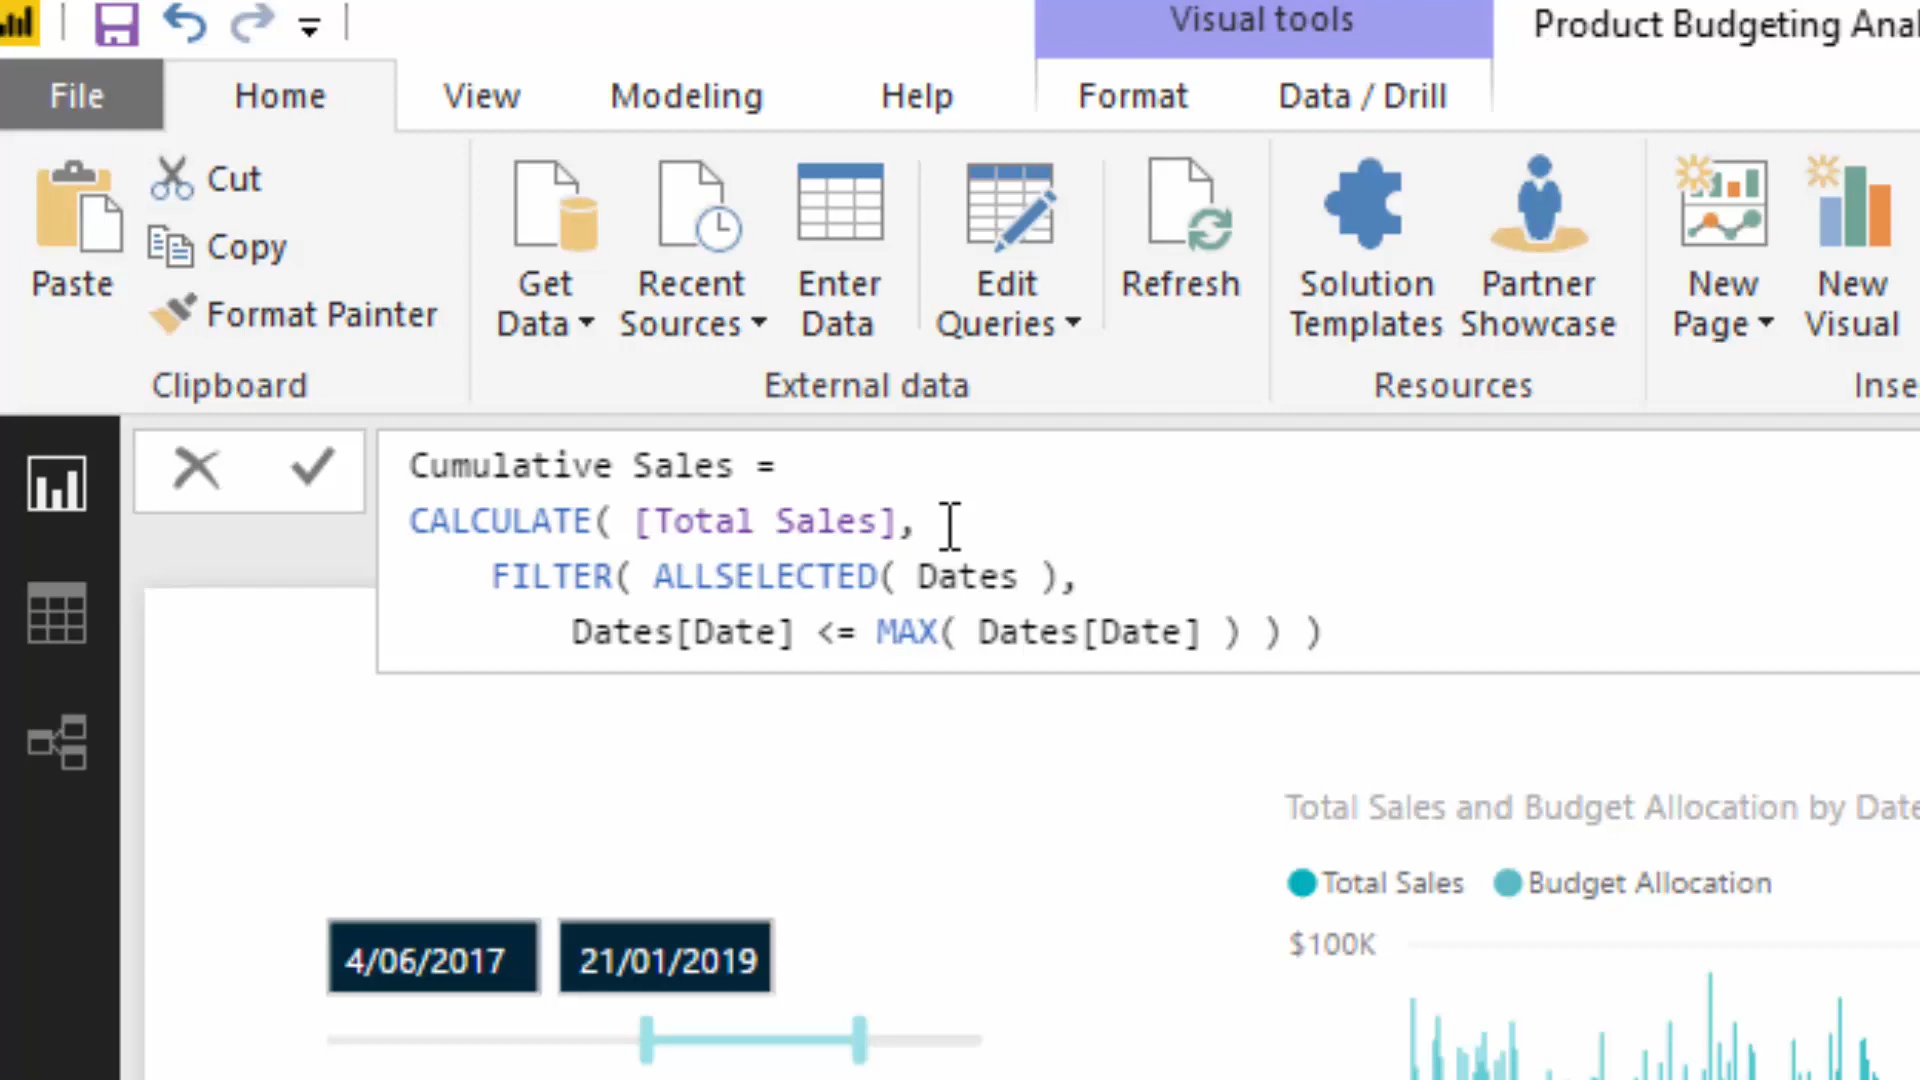 Visual tools
Product Budgeting Anal
File Home View Modeling Help Format Data / Drill
Paste
Cut
Copy
Format Painter
Get Data
Recent Sources
Enter Data
Edit Queries
Refresh
Solution Templates
Partner Showcase
New Page
New Visual
Clipboard
External data
Resources
Inse
Cumulative Sales =
CALCULATE( [Total Sales],
FILTER( ALLSELECTED( Dates ),
Dates[Date] <= MAX( Dates[Date] ) ) )
Total Sales and Budget Allocation by Date
Total Sales Budget Allocation
$100K
4/06/2017 21/01/2019